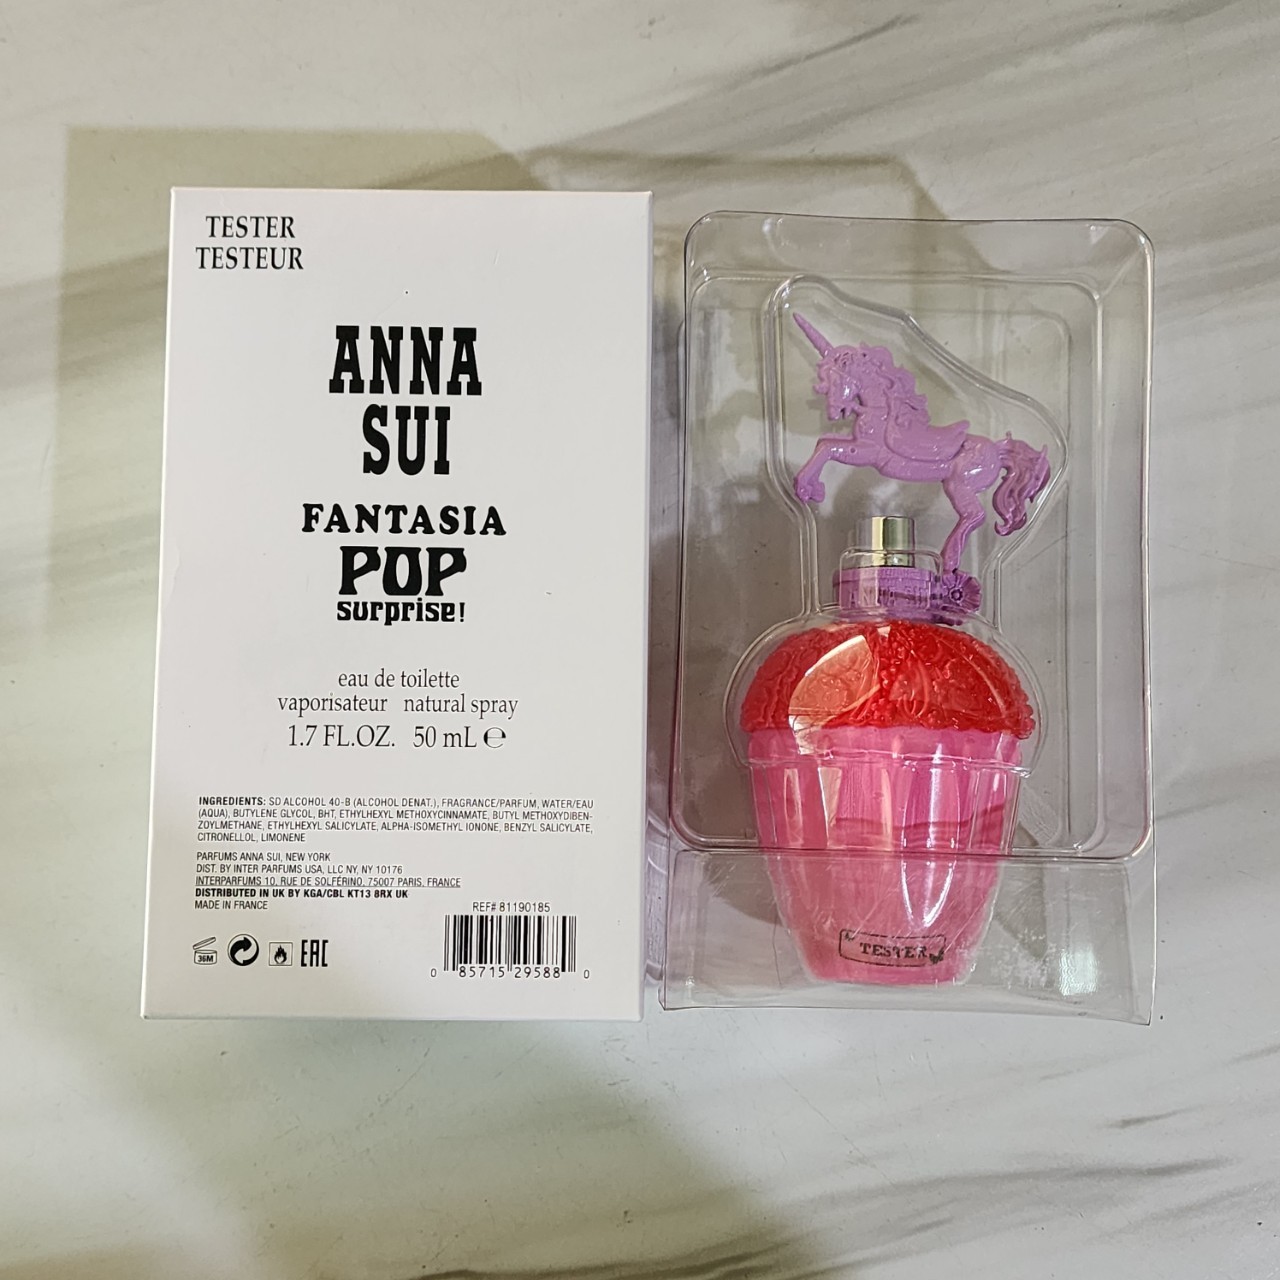 TESTER
TESTEUR
ANNA
SUI
FANTASIA
POP
surprise!
eau de toilette
vaporisateur natural spray
1.7 FL.OZ. 50 mL ℮
INGREDIENTS: SD ALCOHOL 40-B (ALCOHOL DENAT.), FRAGRANCE/PARFUM, WATER/EAU
(AQUA), BUTYLENE GLYCOL, BHT, ETHYLHEXYL METHOXYCINNAMATE, BUTYL METHOXYDIBEN-
ZOYLMETHANE, ETHYLHEXYL SALICYLATE, ALPHA-ISOMETHYL IONONE, BENZYL SALICYLATE,
CITRONELLOL, LIMONENE
PARFUMS ANNA SUI, NEW YORK
DIST. BY INTER PARFUMS USA, LLC NY, NY 10176
INTERPARFUMS 10, RUE DE SOLFÉRINO, 75007 PARIS, FRANCE
DISTRIBUTED IN UK BY KGA/CBL KT13 8RX UK
MADE IN FRANCE
REF# 81190185
36M
EAC
0 85715 29588 0
TESTER